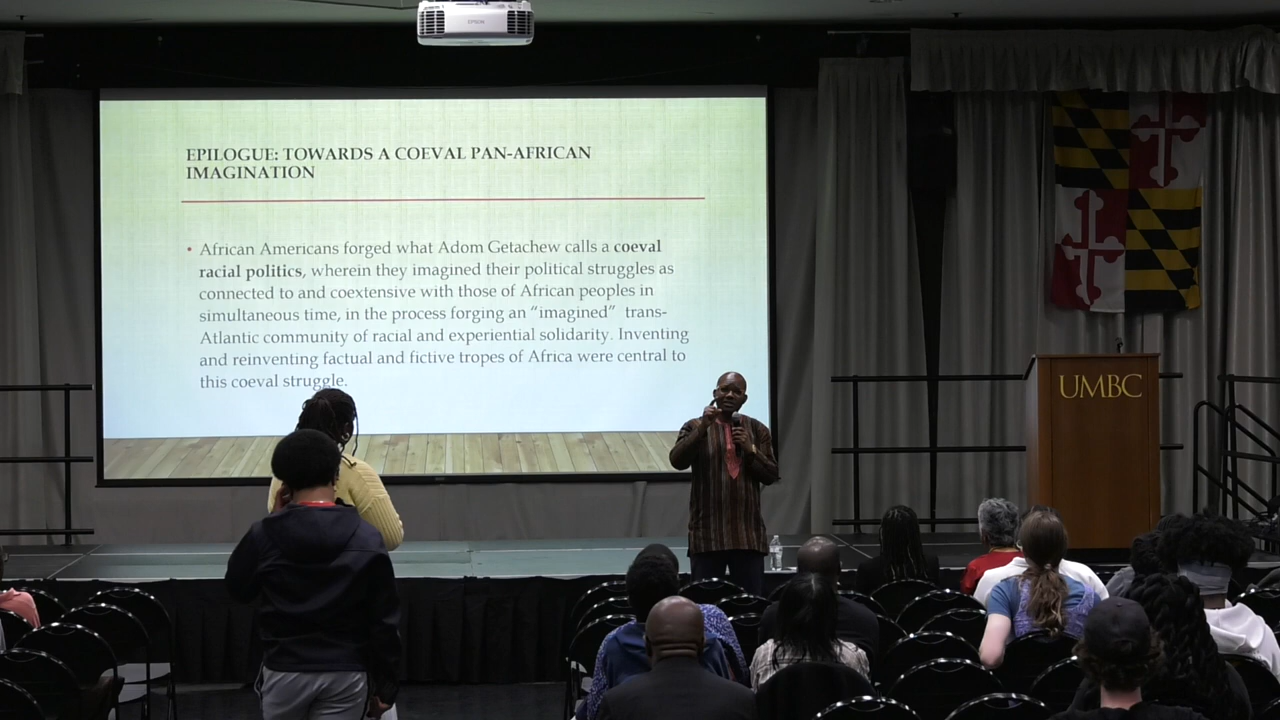 EPSON
EPILOGUE: TOWARDS A COEVAL PAN-AFRICAN
IMAGINATION
• African Americans forged what Adom Getachew calls a coeval
racial politics, wherein they imagined their political struggles as
connected to and coextensive with those of African peoples in
simultaneous time, in the process forging an “imagined” trans-
Atlantic community of racial and experiential solidarity. Inventing
and reinventing factual and fictive tropes of Africa were central to
this coeval struggle.
UMBC